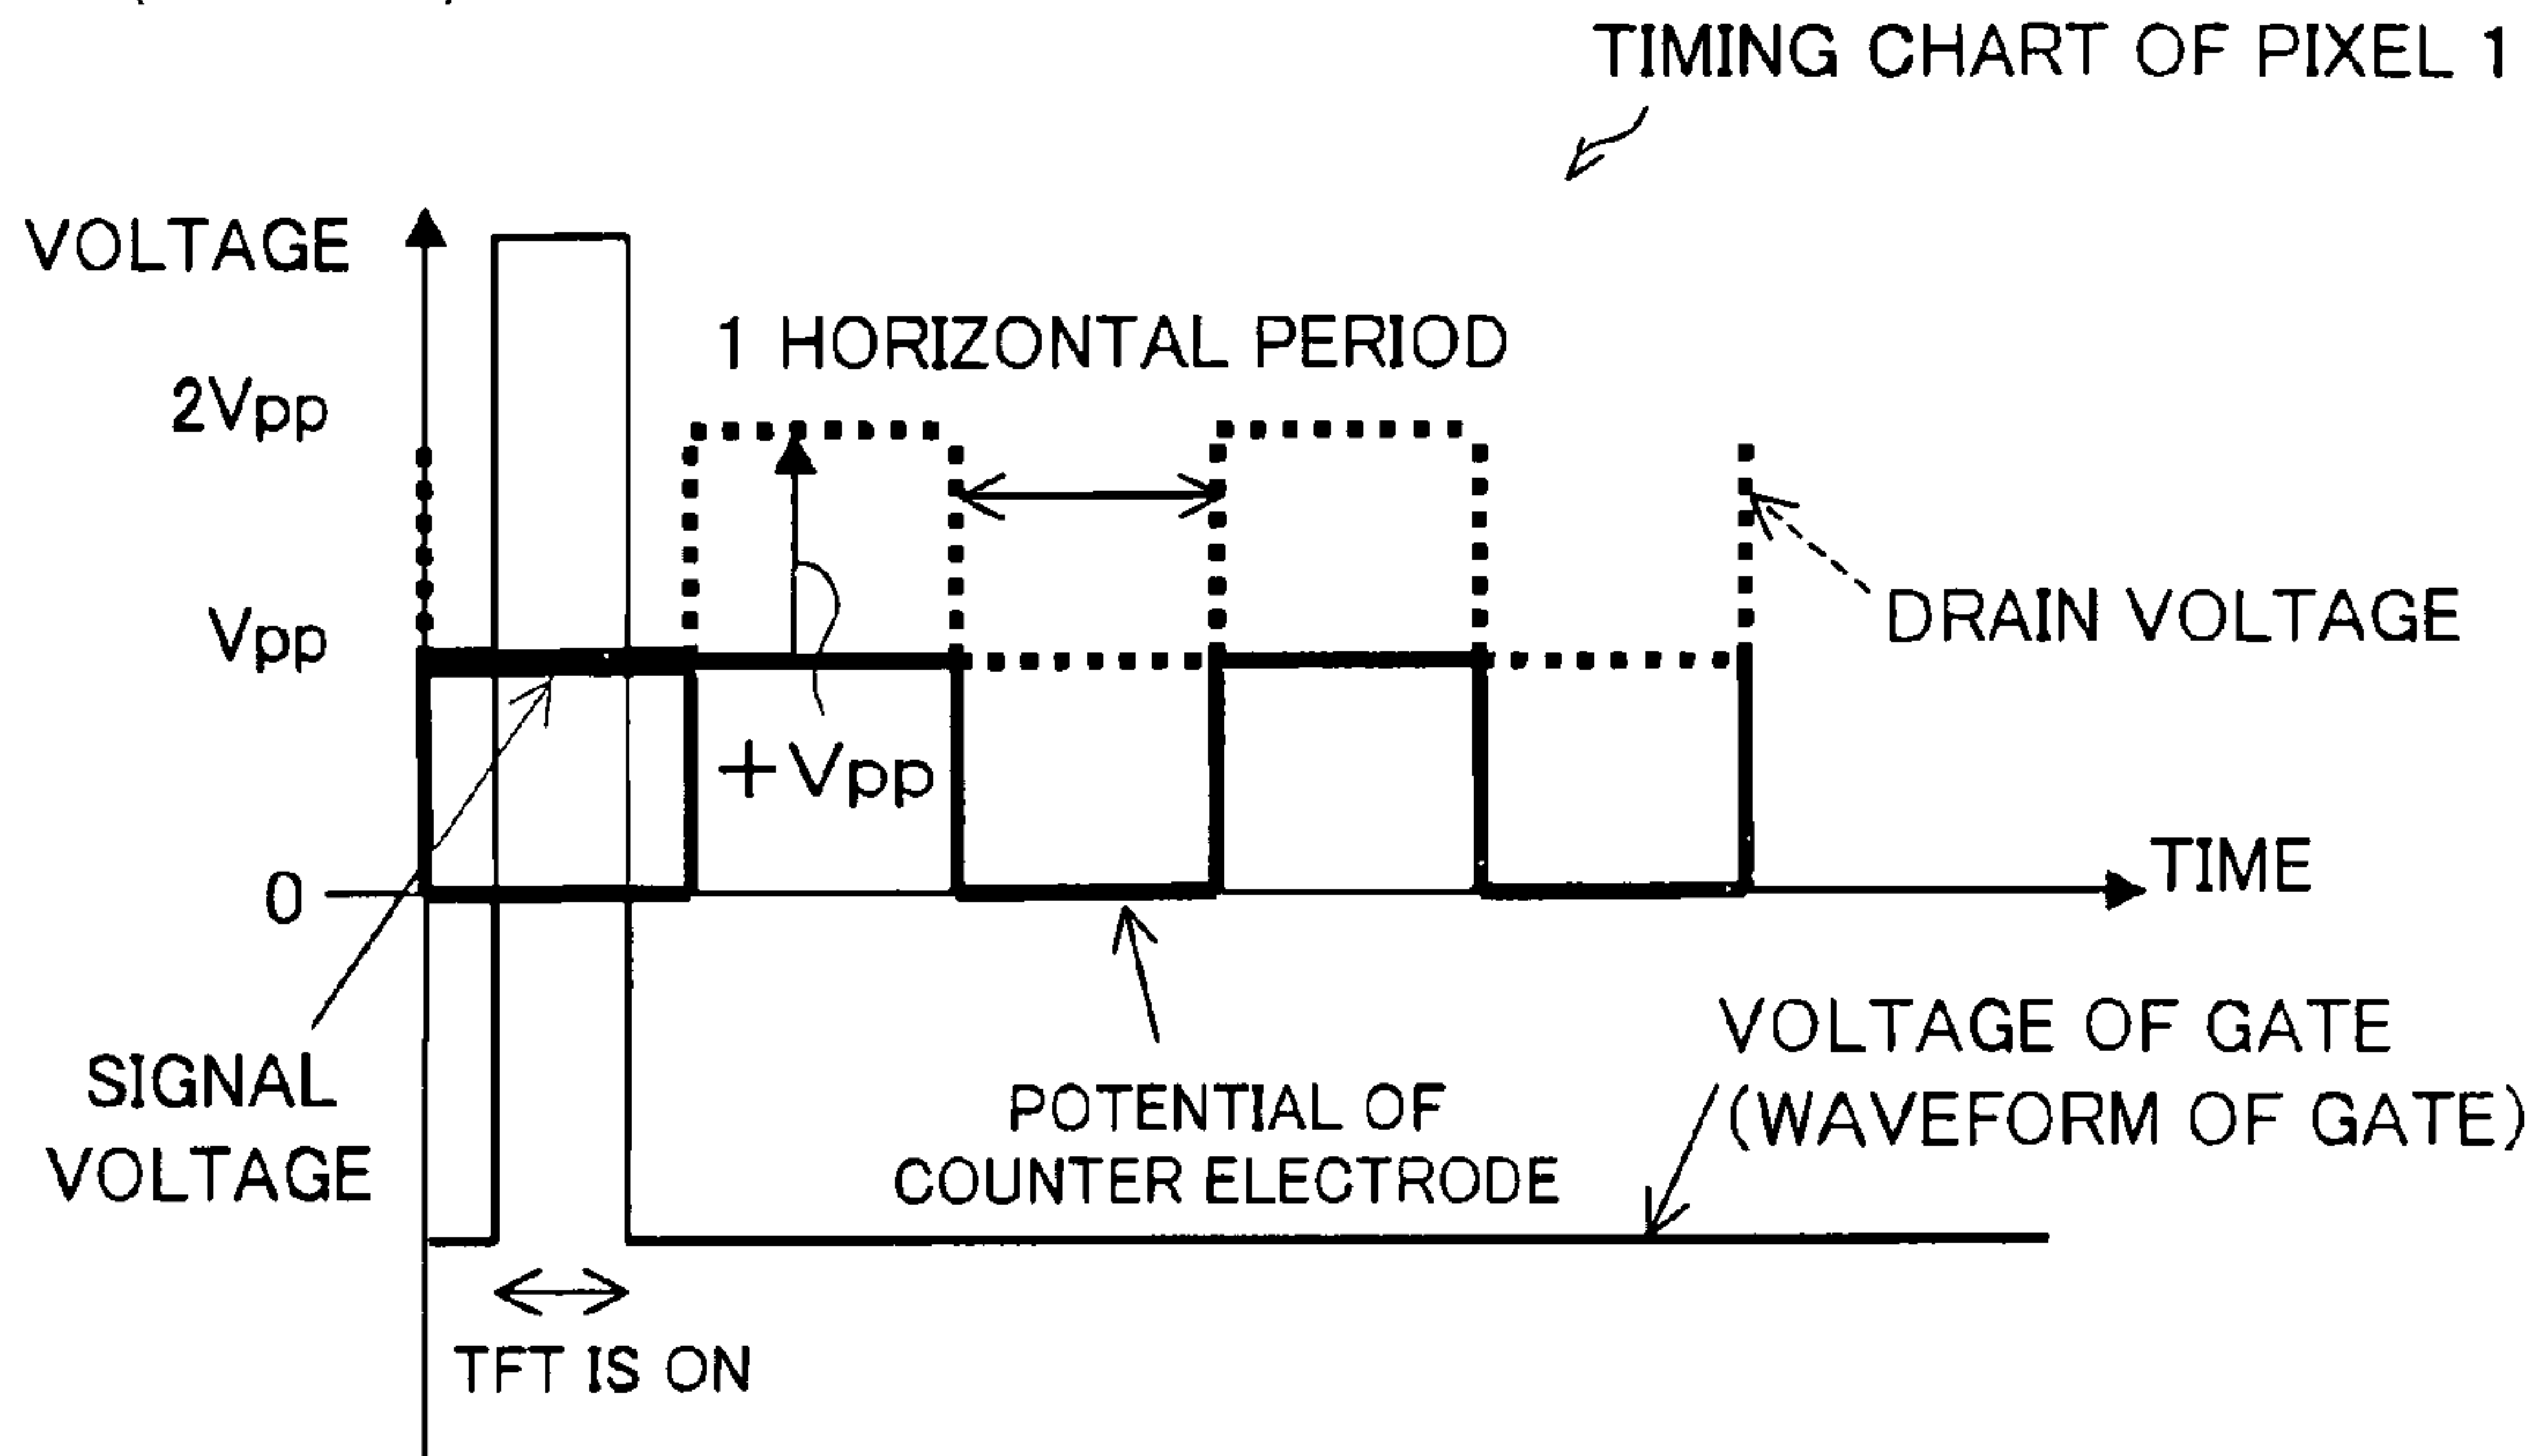 TIMING CHART OF PIXEL 1
VOLTAGE
1 HORIZONTAL PERIOD
2Vpp
Vpp
DRAIN VOLTAGE
+Vpp
0
TIME
SIGNAL
VOLTAGE
POTENTIAL OF
COUNTER ELECTRODE
VOLTAGE OF GATE
(WAVEFORM OF GATE)
TFT IS ON